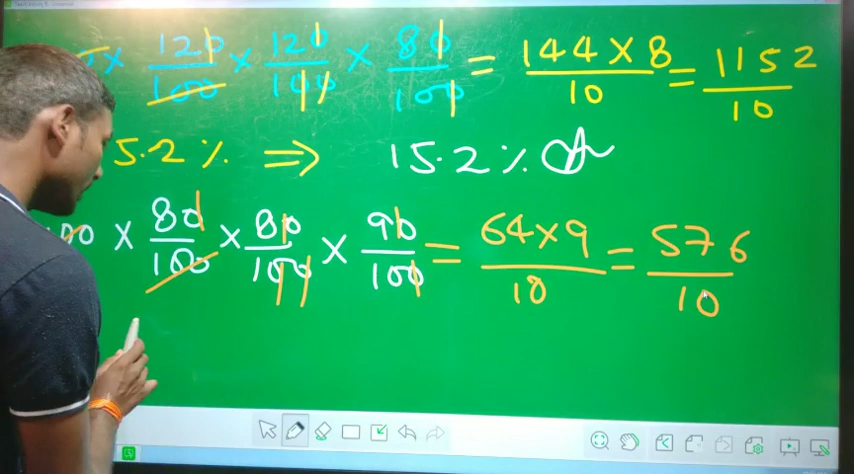 × 120/100 × 120/100 × 80/100 = 144×8/10 = 1152/10
5.2% ⇒ 15.2%
00 × 80/100 × 80/100 × 90/100 = 64×9/10 = 576/10